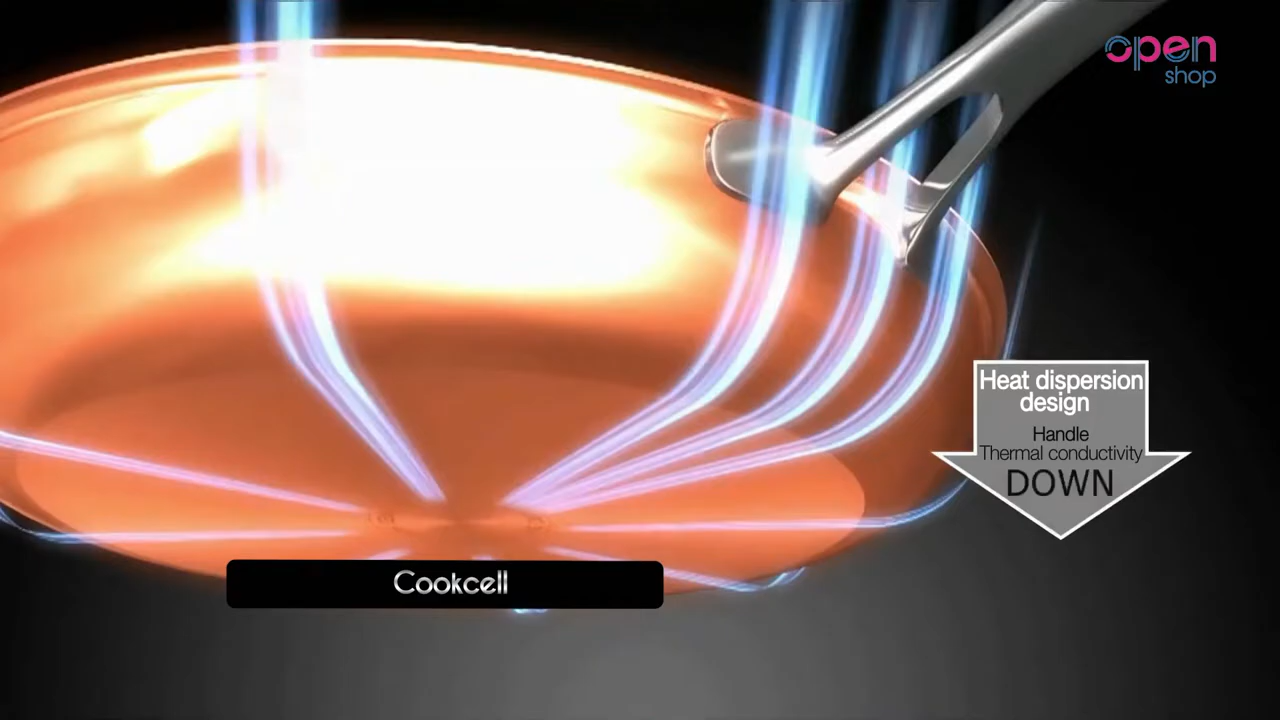 open
shop
Heat dispersion
design
Handle
Thermal conductivity
DOWN
Cookcell